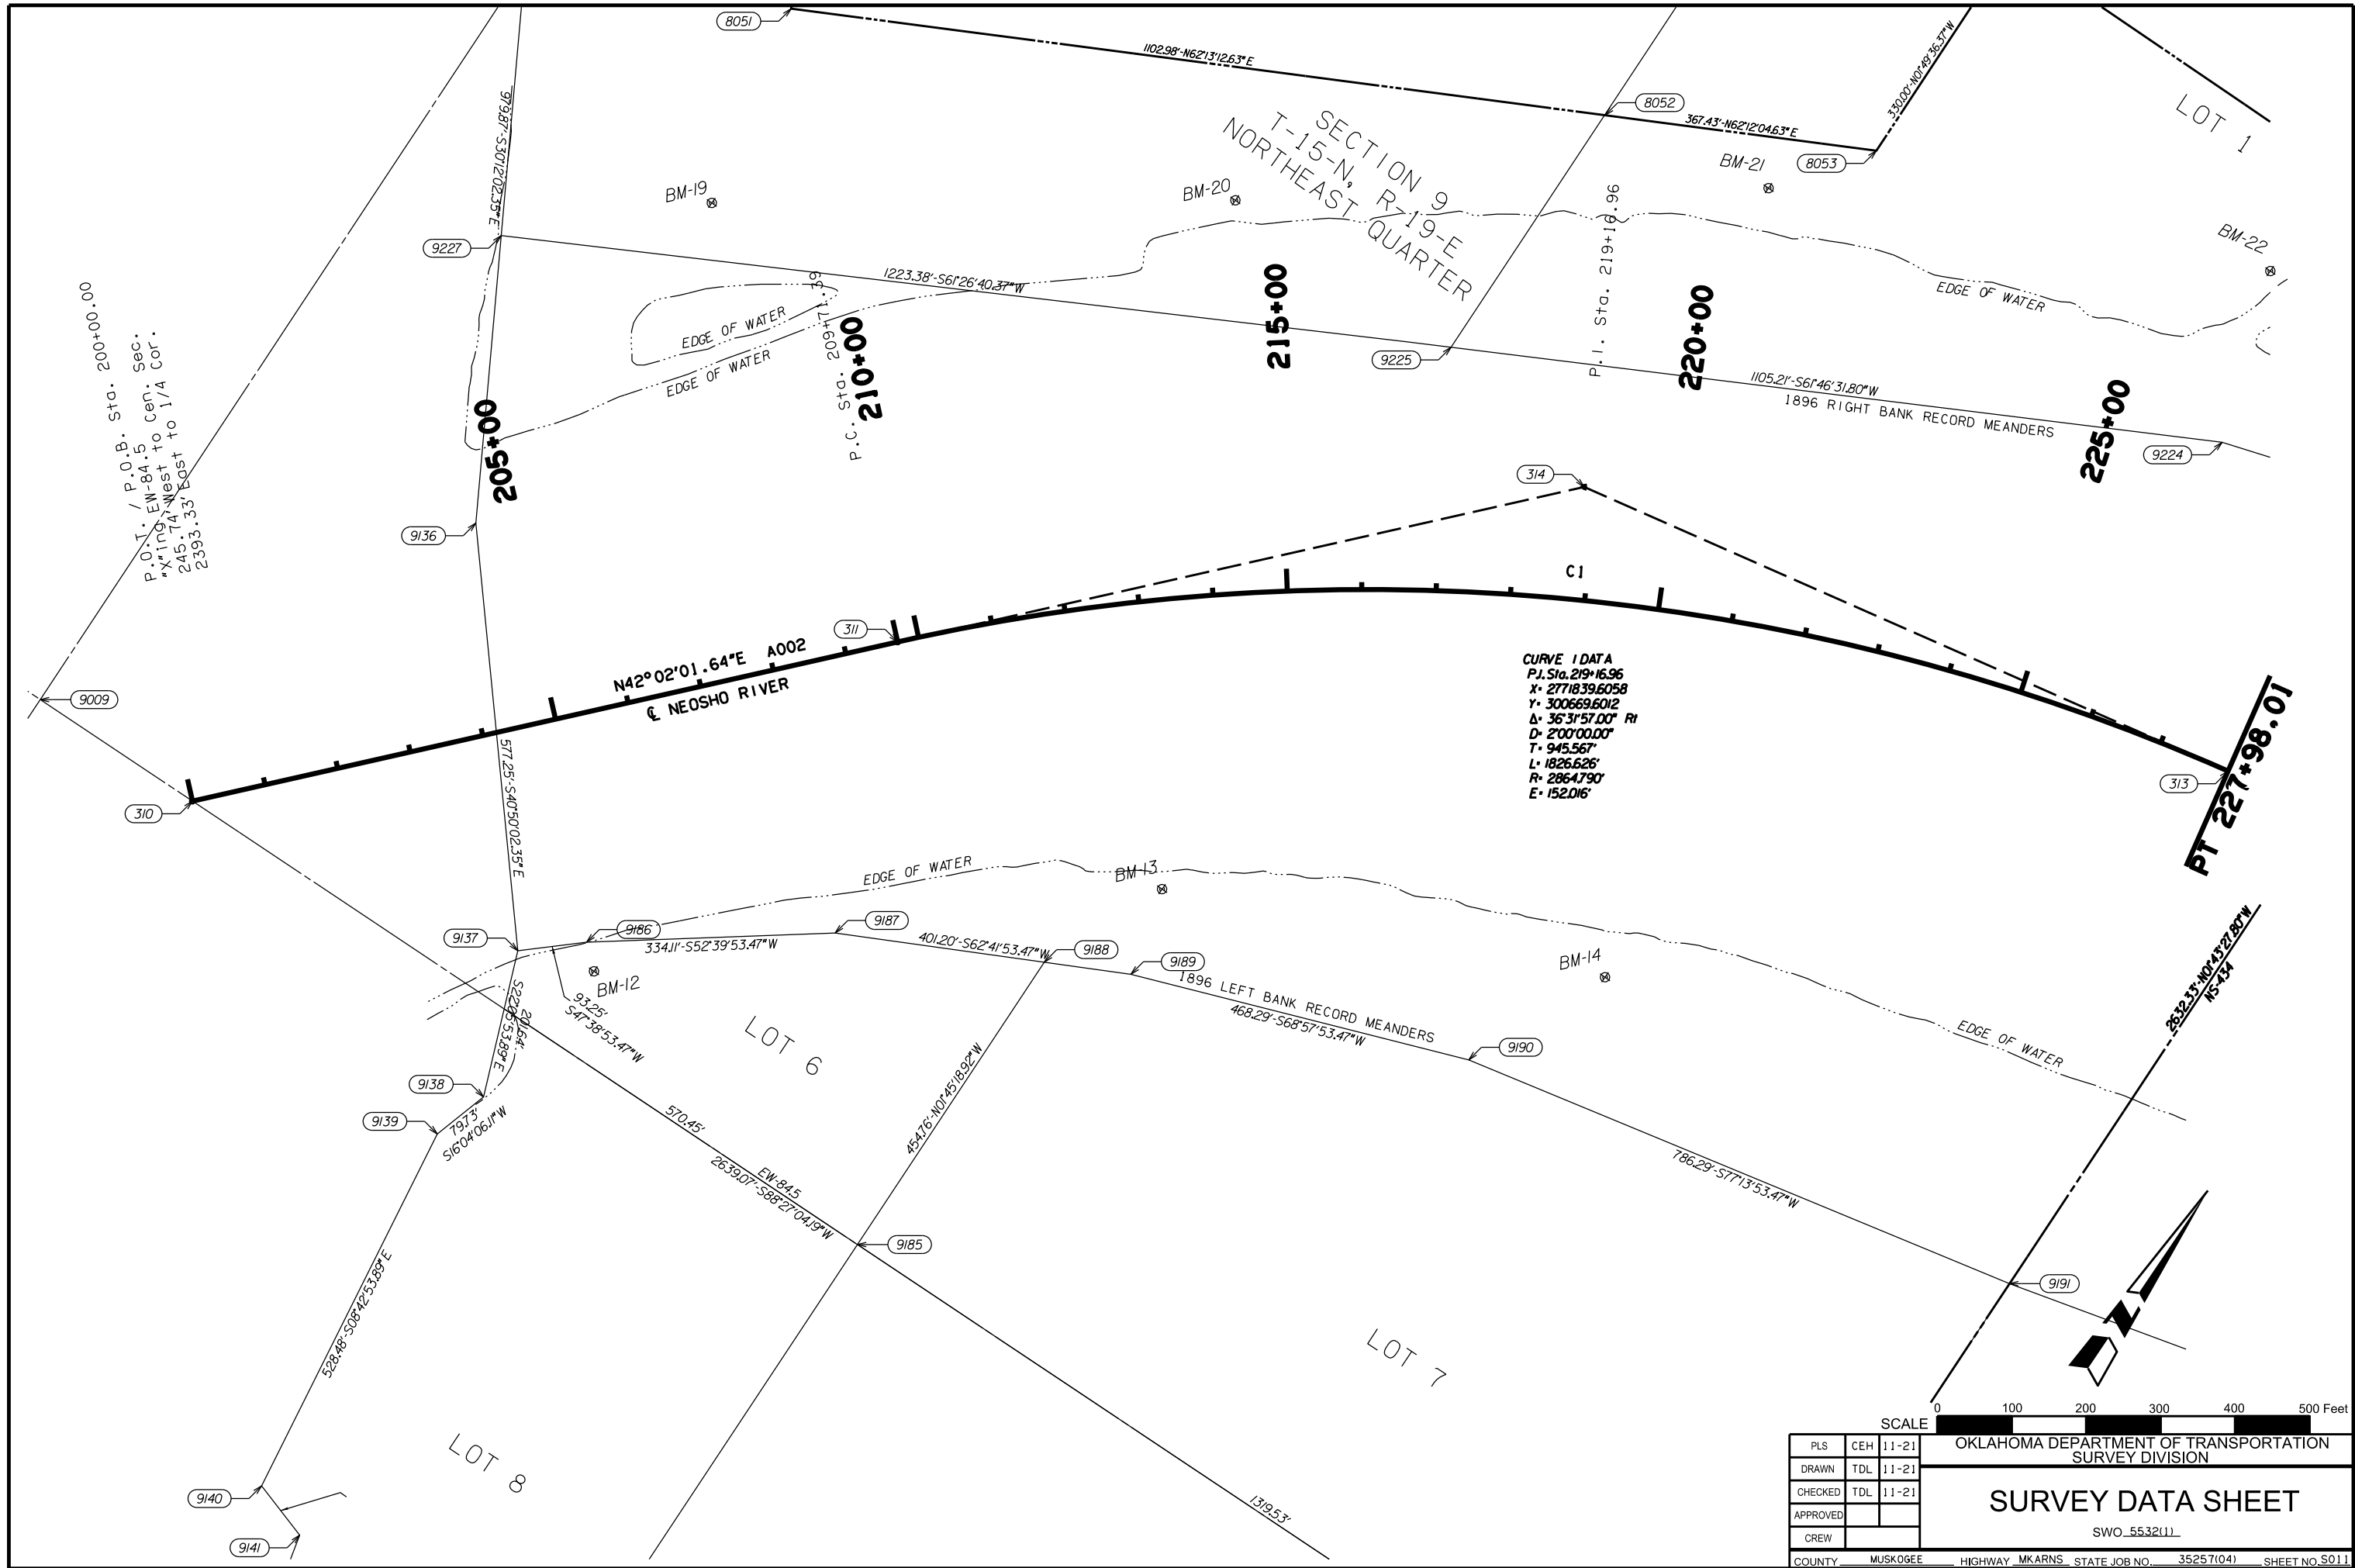 8051
1102.98'-N62°13'12.63"E
8052
367.43'-N62°12'04.63"E
330.00'-N01°49'36.37"W
8053
LOT 1
979.87'-S30°12'02.35"E
BM-19
BM-20
SECTION 9
T-15-N, R-19-E
NORTHEAST QUARTER
BM-21
BM-22
9227
1223.38'-S61°26'40.37"W
EDGE OF WATER
EDGE OF WATER
EDGE OF WATER
P.O.T. / P.O.B. Sta. 200+00.00
"X"ing EW-84.5
245.74' West to Cen. Sec.
2393.33' East to 1/4 Cor.
205+00
P.C. Sta. 209+71.39
210+00
215+00
P.I. Sta. 219+16.96
220+00
225+00
9225
1105.21'-S61°46'31.80"W
1896 RIGHT BANK RECORD MEANDERS
9224
314
9136
C1
311
N42°02'01.64"E A002
℄ NEOSHO RIVER
9009
310
CURVE 1 DATA
P.I. Sta. 219+16.96
X= 2771839.6058
Y= 300669.6012
Δ= 36°31'57.00" Rt
D= 2°00'00.00"
T= 945.567'
L= 1826.626'
R= 2864.790'
E= 152.016'
PT 227+98.01
313
577.25'-S40°50'02.35"E
EDGE OF WATER
BM-13
9137
9186
9187
334.11'-S52°39'53.47"W
401.20'-S62°41'53.47"W
9188
9189
BM-14
BM-12
93.25'
S47°38'53.47"W
1896 LEFT BANK RECORD MEANDERS
468.29'-S68°57'53.47"W
2632.33'-N01°43'27.80"W
NS-434
EDGE OF WATER
201.64'
S22°05'53.89"E
LOT 6
9190
9138
9139
79.73'
S16°04'06.11"W
570.45'
454.76'-N01°45'18.92"W
EW-84.5
2639.07'-S88°27'04.19"W
786.29'-S77°13'53.47"W
9185
9191
528.48'-S08°42'53.89"E
N
LOT 7
LOT 8
9140
9141
1319.53'
SCALE
0 100 200 300 400 500 Feet
PLS CEH 11-21
DRAWN TDL 11-21
CHECKED TDL 11-21
APPROVED
CREW
OKLAHOMA DEPARTMENT OF TRANSPORTATION
SURVEY DIVISION
SURVEY DATA SHEET
SWO 5532(1)
COUNTY MUSKOGEE HIGHWAY MKARNS STATE JOB NO. 35257(04) SHEET NO. S011